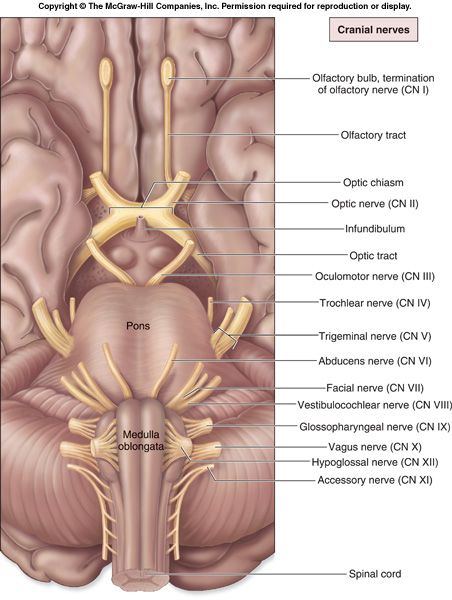 Copyright © The McGraw-Hill Companies, Inc. Permission required for reproduction or display.
Cranial nerves
Olfactory bulb, termination
of olfactory nerve (CN I)
Olfactory tract
Optic chiasm
Optic nerve (CN II)
Infundibulum
Optic tract
Oculomotor nerve (CN III)
Trochlear nerve (CN IV)
Pons
Trigeminal nerve (CN V)
Abducens nerve (CN VI)
Facial nerve (CN VII)
Vestibulocochlear nerve (CN VIII)
Glossopharyngeal nerve (CN IX)
Medulla
oblongata
Vagus nerve (CN X)
Hypoglossal nerve (CN XII)
Accessory nerve (CN XI)
Spinal cord